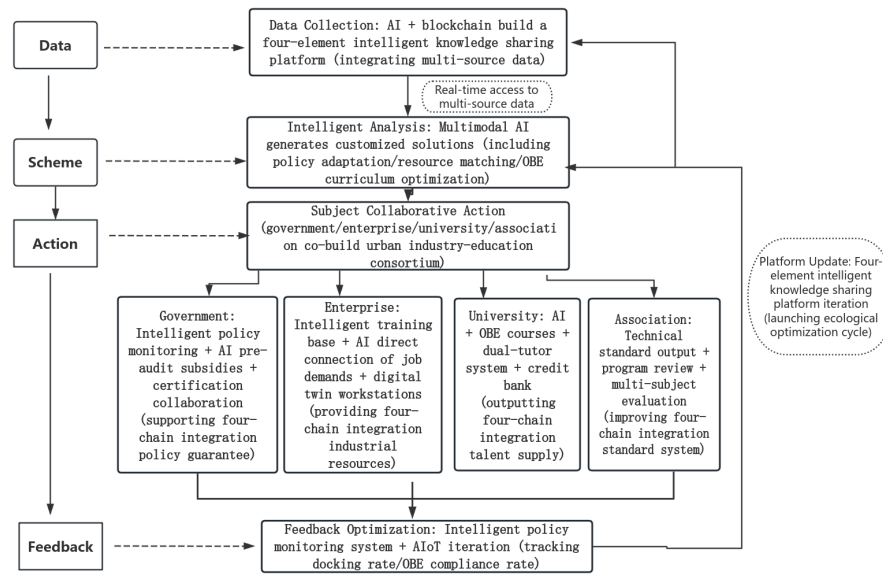 Data
Data Collection: AI + blockchain build a
four-element intelligent knowledge sharing
platform (integrating multi-source data)
Real-time access to
multi-source data
Scheme
Intelligent Analysis: Multimodal AI
generates customized solutions (including
policy adaptation/resource matching/OBE
curriculum optimization)
Action
Subject Collaborative Action
(government/enterprise/university/associati
on co-build urban industry-education
consortium)
Platform Update: Four-
element intelligent
knowledge sharing
platform iteration
(launching ecological
optimization cycle)
Government:
Intelligent policy
monitoring + AI pre-
audit subsidies +
certification
collaboration
(supporting four-
chain integration
policy guarantee)
Enterprise:
Intelligent training
base + AI direct
connection of job
demands + digital
twin workstations
(providing four-
chain integration
industrial
resources)
University: AI
+ OBE courses +
dual-tutor
system + credit
bank
(outputting
four-chain
integration
talent supply)
Association:
Technical
standard output +
program review +
multi-subject
evaluation
(improving four-
chain integration
standard system)
Feedback
Feedback Optimization: Intelligent policy
monitoring system + AIoT iteration (tracking
docking rate/OBE compliance rate)